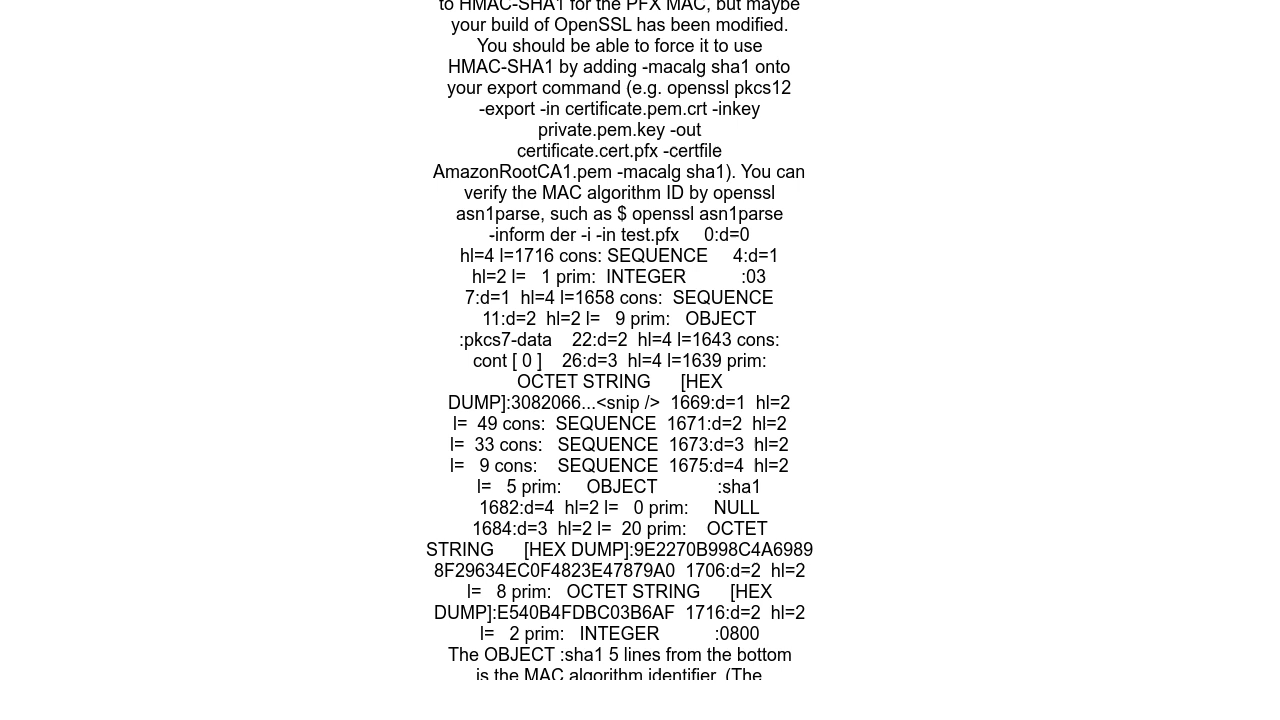 to HMAC-SHA1 for the PFX MAC, but maybe
your build of OpenSSL has been modified.
You should be able to force it to use
HMAC-SHA1 by adding -macalg sha1 onto
your export command (e.g. openssl pkcs12
-export -in certificate.pem.crt -inkey
private.pem.key -out
certificate.cert.pfx -certfile
AmazonRootCA1.pem -macalg sha1). You can
verify the MAC algorithm ID by openssl
asn1parse, such as $ openssl asn1parse
-inform der -i -in test.pfx     0:d=0
hl=4 l=1716 cons: SEQUENCE     4:d=1
hl=2 l=   1 prim:  INTEGER           :03
7:d=1  hl=4 l=1658 cons:  SEQUENCE
11:d=2  hl=2 l=   9 prim:   OBJECT
:pkcs7-data    22:d=2  hl=4 l=1643 cons:
cont [ 0 ]    26:d=3  hl=4 l=1639 prim:
OCTET STRING      [HEX
DUMP]:3082066...<snip />  1669:d=1  hl=2
l=  49 cons:  SEQUENCE  1671:d=2  hl=2
l=  33 cons:   SEQUENCE  1673:d=3  hl=2
l=   9 cons:    SEQUENCE  1675:d=4  hl=2
l=   5 prim:     OBJECT            :sha1
1682:d=4  hl=2 l=   0 prim:     NULL
1684:d=3  hl=2 l=  20 prim:    OCTET
STRING      [HEX DUMP]:9E2270B998C4A6989
8F29634EC0F4823E47879A0  1706:d=2  hl=2
l=   8 prim:   OCTET STRING      [HEX
DUMP]:E540B4FDBC03B6AF  1716:d=2  hl=2
l=   2 prim:   INTEGER           :0800
The OBJECT :sha1 5 lines from the bottom
is the MAC algorithm identifier. (The